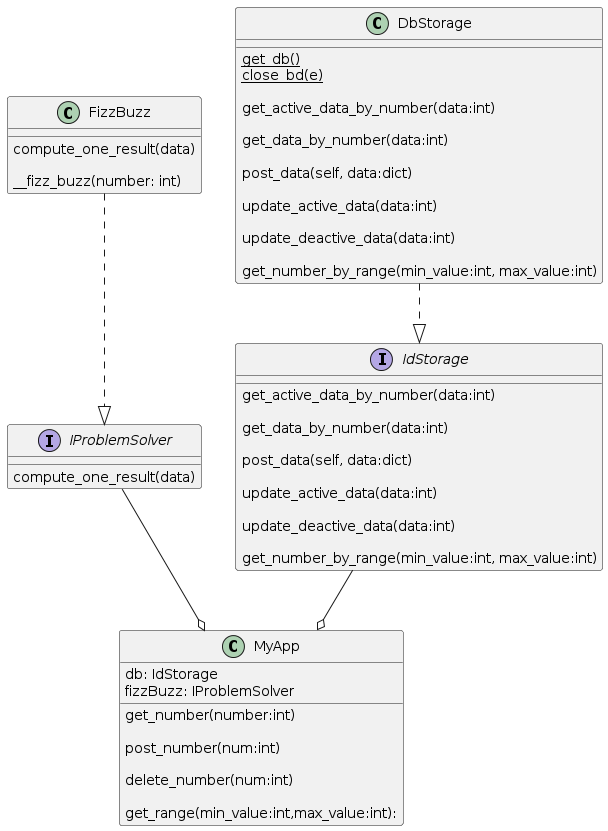 C DbStorage
get_db()
close_bd(e)
get_active_data_by_number(data:int)
get_data_by_number(data:int)
post_data(self, data:dict)
update_active_data(data:int)
update_deactive_data(data:int)
get_number_by_range(min_value:int, max_value:int)
C FizzBuzz
compute_one_result(data)
__fizz_buzz(number: int)
I IdStorage
get_active_data_by_number(data:int)
get_data_by_number(data:int)
post_data(self, data:dict)
update_active_data(data:int)
update_deactive_data(data:int)
get_number_by_range(min_value:int, max_value:int)
I IProblemSolver
compute_one_result(data)
C MyApp
db: IdStorage
fizzBuzz: IProblemSolver
get_number(number:int)
post_number(num:int)
delete_number(num:int)
get_range(min_value:int,max_value:int):